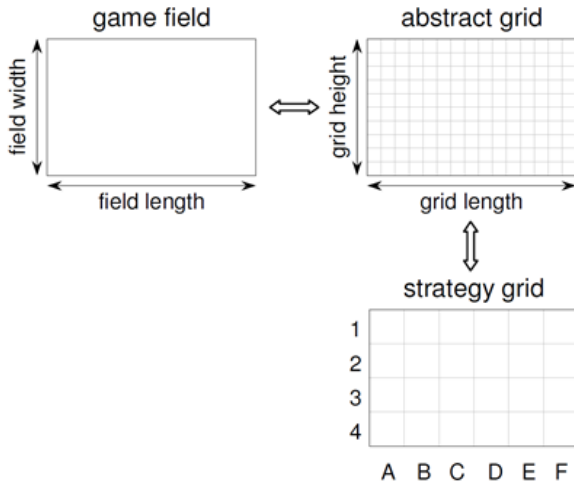 game field
abstract grid
field width
grid height
field length
grid length
strategy grid
1
2
3
4
A B C D E F